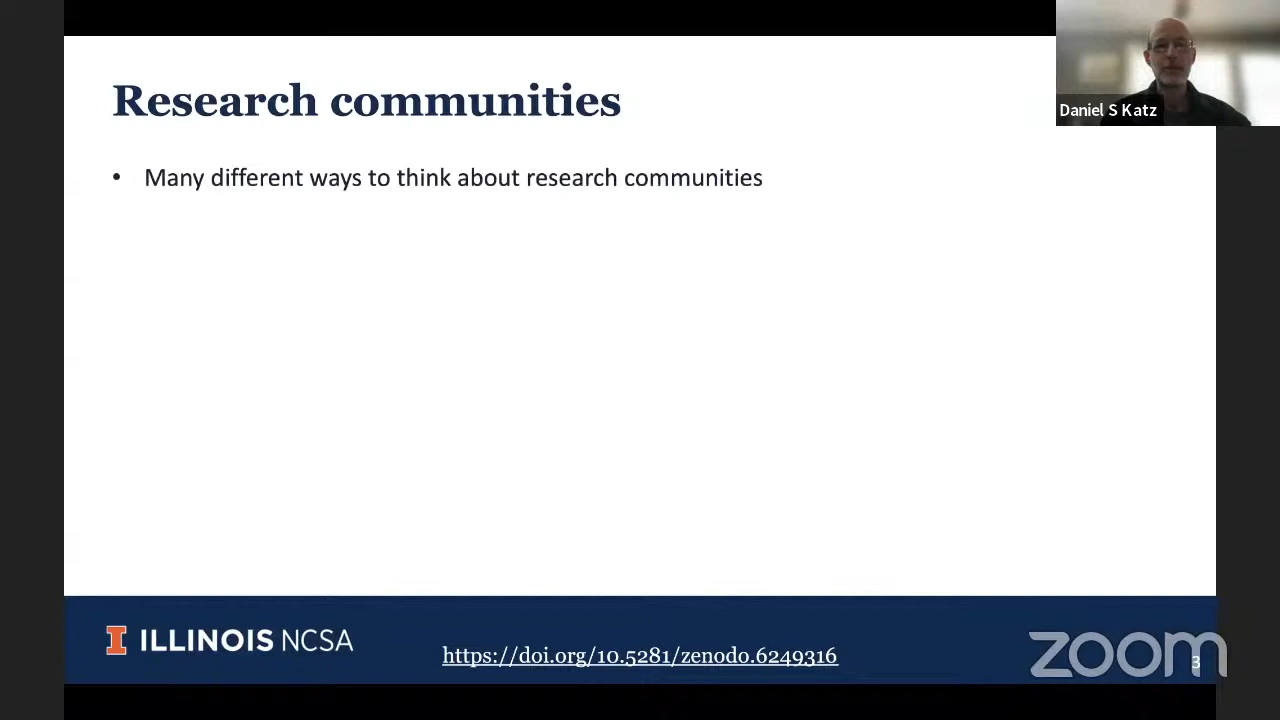 Research communities
Daniel S Katz
• Many different ways to think about research communities
I ILLINOIS NCSA
https://doi.org/10.5281/zenodo.6249316
zoom
3